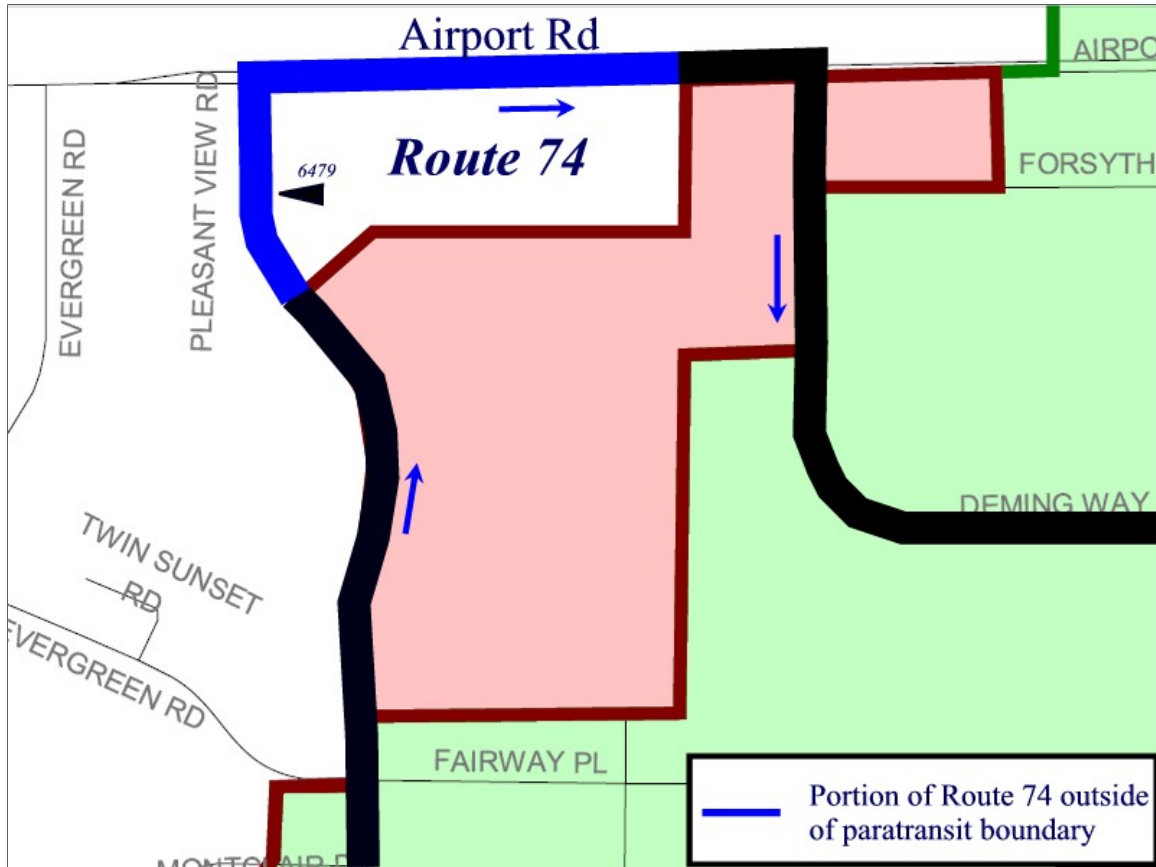 Airport Rd
AIRPO
EVERGREEN RD
PLEASANT VIEW RD
6479
Route 74
FORSYTH
DEMING WAY
TWIN SUNSET
RD
EVERGREEN RD
FAIRWAY PL
Portion of Route 74 outside
of paratransit boundary